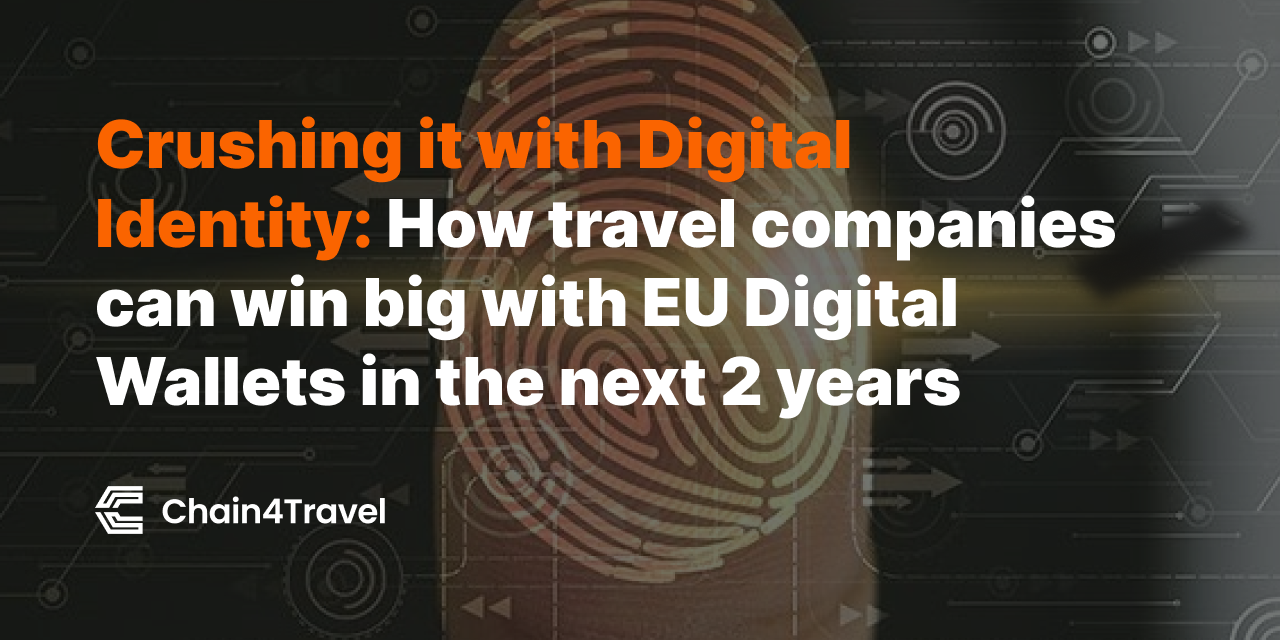 Crushing it with Digital
Identity: How travel companies
can win big with EU Digital
Wallets in the next 2 years
Chain4Travel